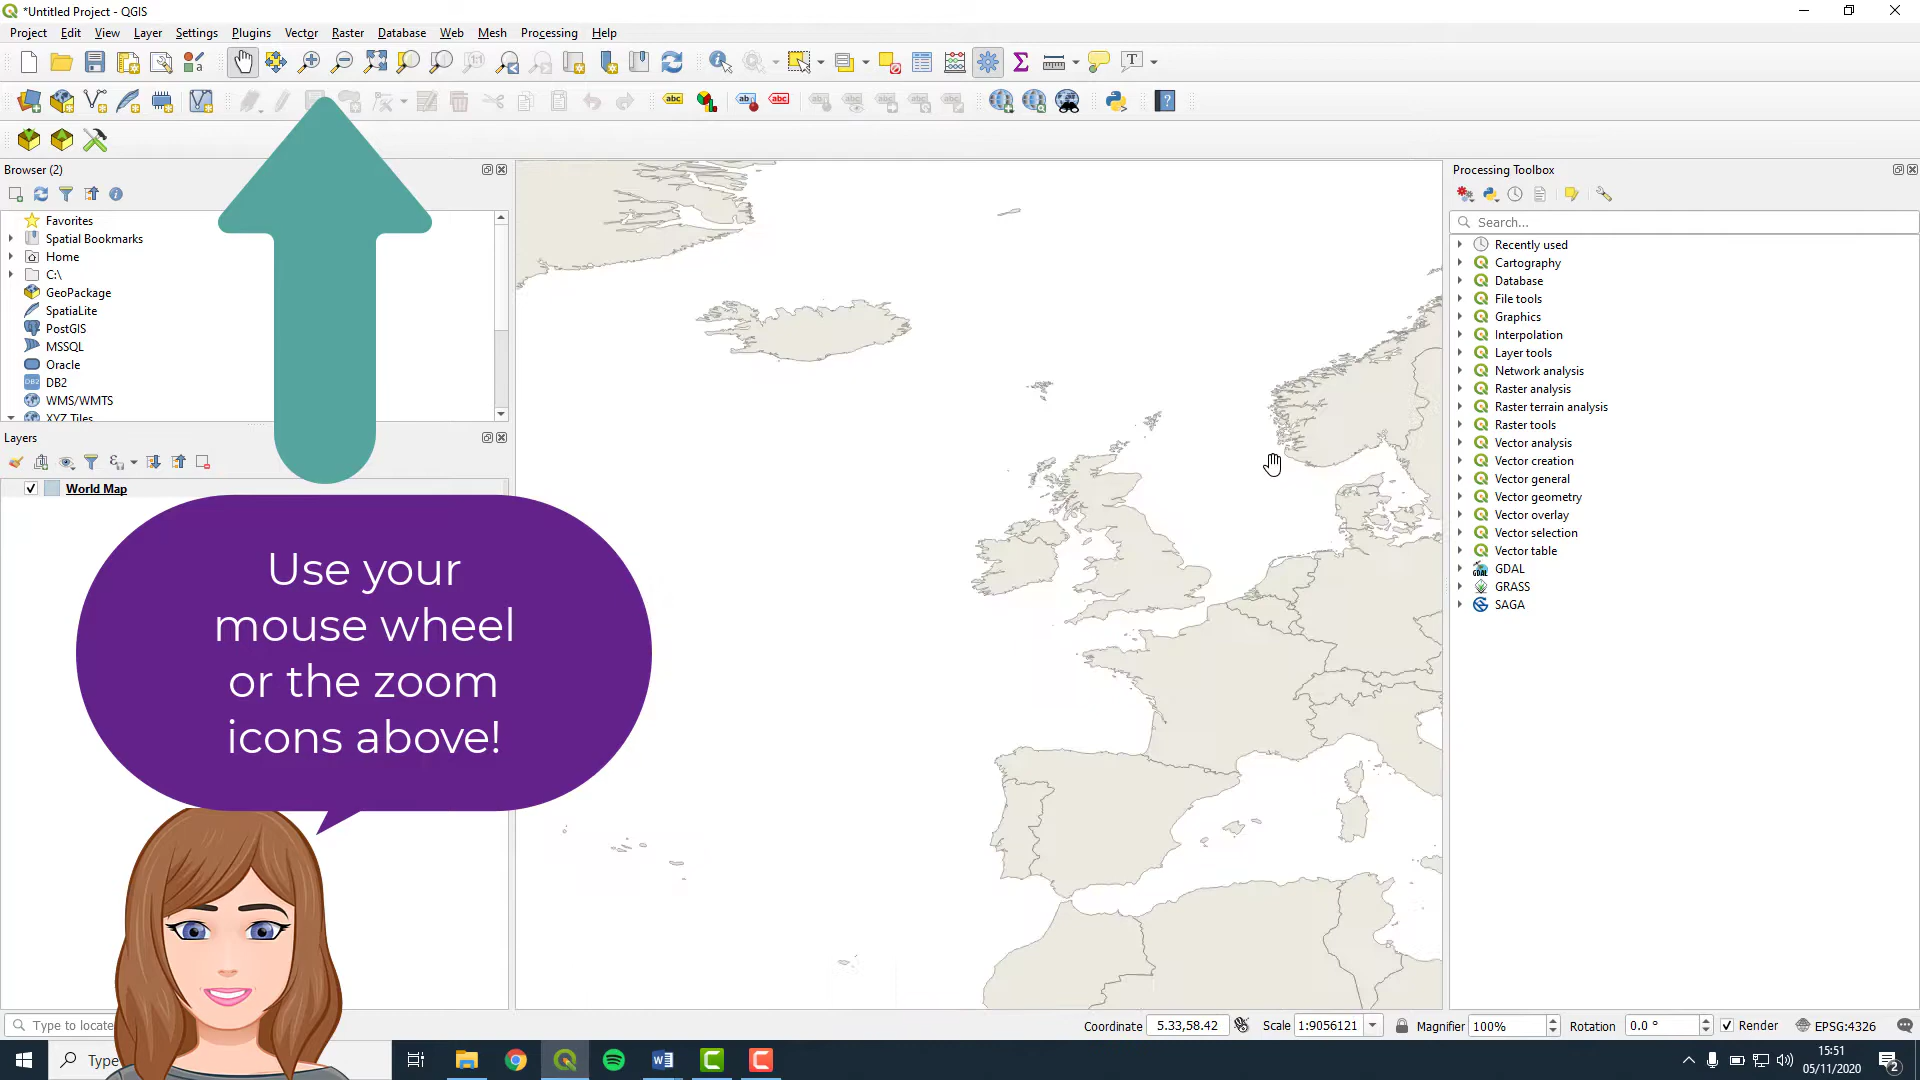 *Untitled Project - QGIS
Project Edit View Layer Settings Plugins Vector Raster Database Web Mesh Processing Help
Browser (2)
Favorites
Spatial Bookmarks
Home
C:\
GeoPackage
SpatiaLite
PostGIS
MSSQL
Oracle
DB2
WMS/WMTS
XYZ Tiles
Layers
World Map
Use your
mouse wheel
or the zoom
icons above!
Processing Toolbox
Search...
Recently used
Cartography
Database
File tools
Graphics
Interpolation
Layer tools
Network analysis
Raster analysis
Raster terrain analysis
Raster tools
Vector analysis
Vector creation
Vector general
Vector geometry
Vector overlay
Vector selection
Vector table
GDAL
GRASS
SAGA
Type to locate
Coordinate 5.33,58.42 Scale 1:9056121 Magnifier 100% Rotation 0.0 ° Render EPSG:4326
Type
15:51
05/11/2020
2